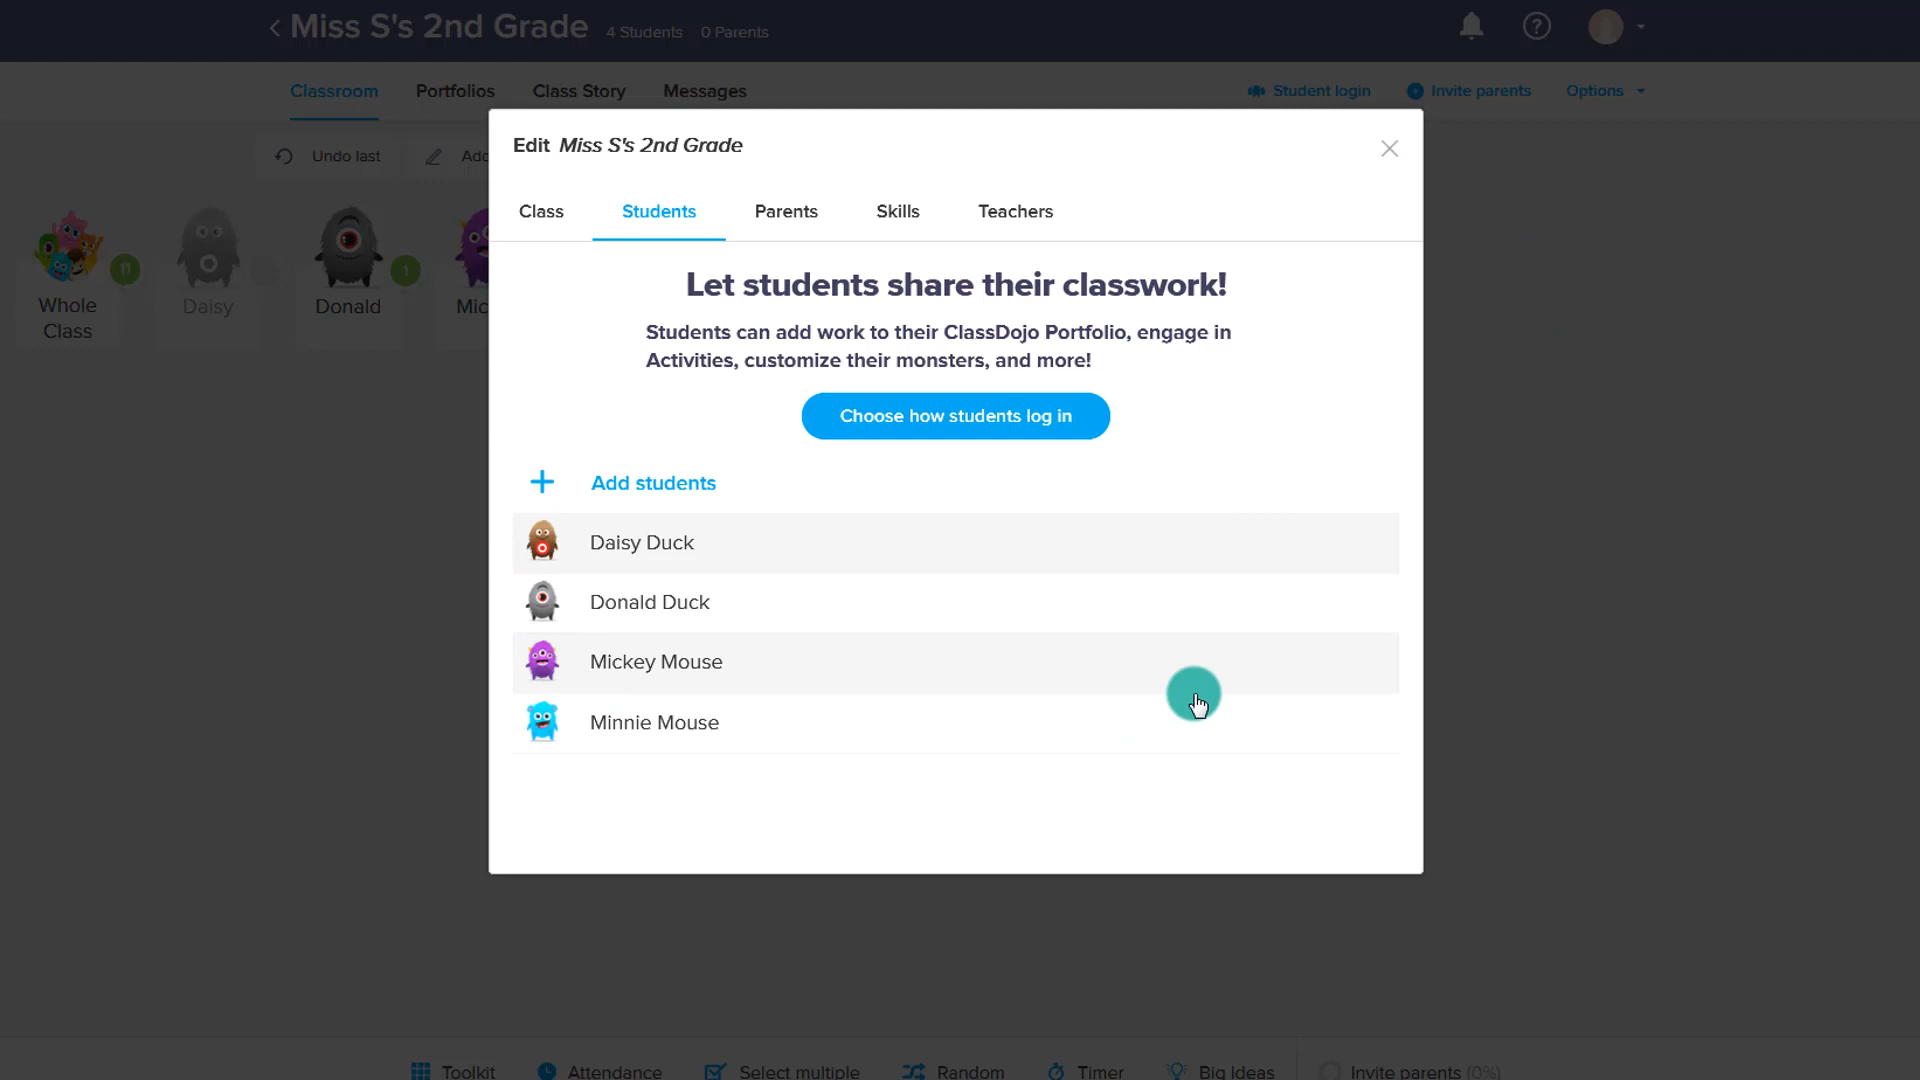 Miss S's 2nd Grade 4 Students 0 Parents
Classroom Portfolios Class Story Messages Student login Invite parents Options
Undo last Add
Edit Miss S's 2nd Grade
Class Students Parents Skills Teachers
Let students share their classwork!
Students can add work to their ClassDojo Portfolio, engage in
Activities, customize their monsters, and more!
Choose how students log in
Add students
Daisy Duck
Donald Duck
Mickey Mouse
Minnie Mouse
11
1
Whole
Class
Daisy
Donald
Mic
Toolkit Attendance Select multiple Random Timer Big Ideas Invite parents (0%)